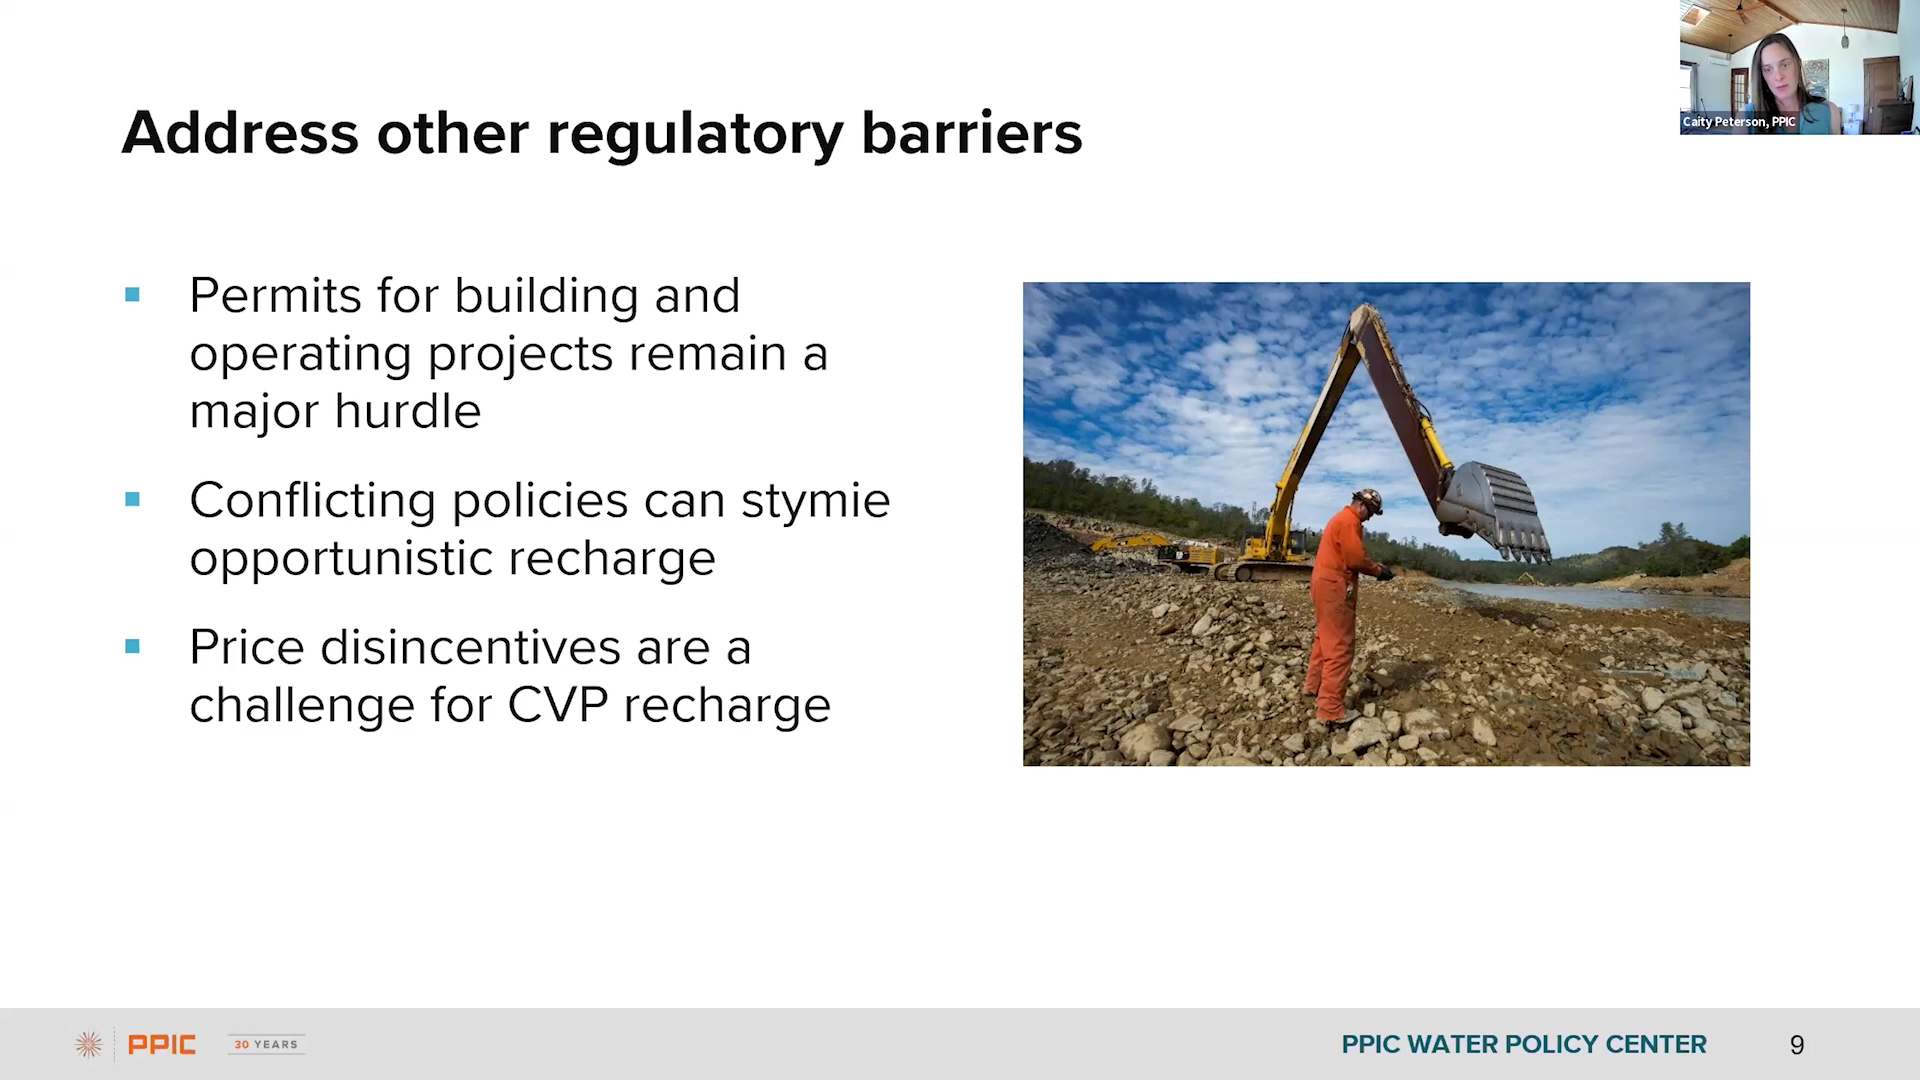 Caity Peterson, PPIC
Address other regulatory barriers
Permits for building and
operating projects remain a
major hurdle
Conflicting policies can stymie
opportunistic recharge
Price disincentives are a
challenge for CVP recharge
PPIC
30 YEARS
PPIC WATER POLICY CENTER
9